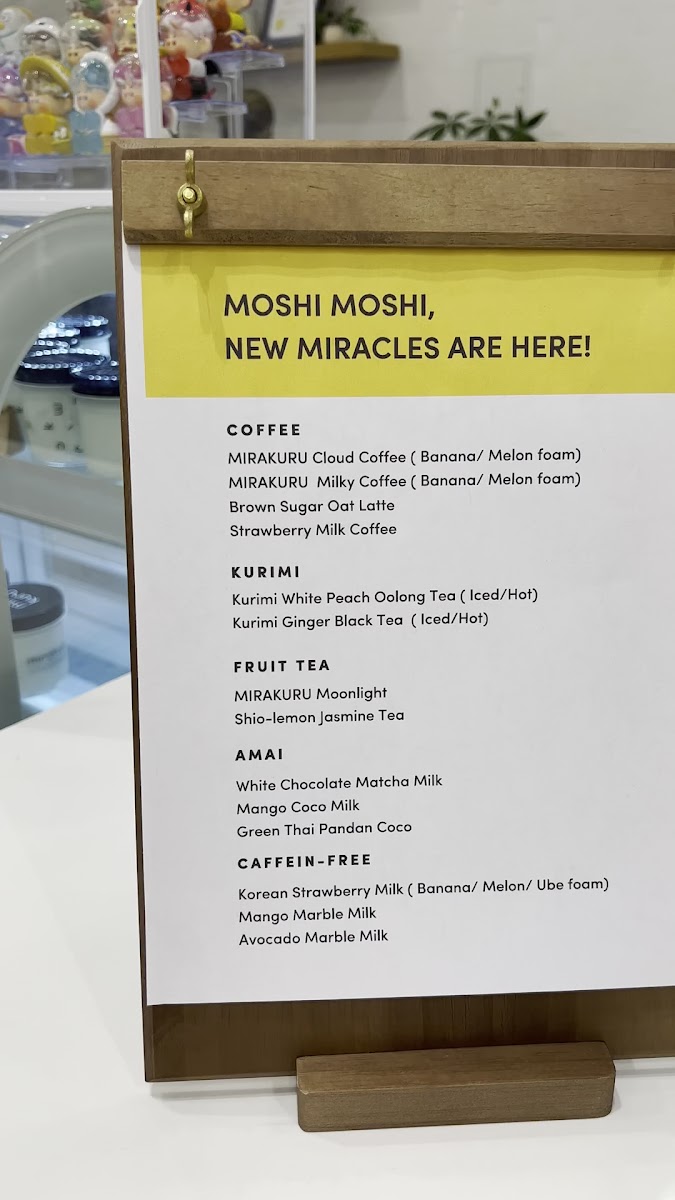 MOSHI MOSHI,
NEW MIRACLES ARE HERE!
COFFEE
MIRAKURU Cloud Coffee ( Banana/ Melon foam)
MIRAKURU  Milky Coffee ( Banana/ Melon foam)
Brown Sugar Oat Latte
Strawberry Milk Coffee
KURIMI
Kurimi White Peach Oolong Tea ( Iced/Hot)
Kurimi Ginger Black Tea  ( Iced/Hot)
FRUIT TEA
MIRAKURU Moonlight
Shio-lemon Jasmine Tea
AMAI
White Chocolate Matcha Milk
Mango Coco Milk
Green Thai Pandan Coco
CAFFEIN-FREE
Korean Strawberry Milk ( Banana/ Melon/ Ube foam)
Mango Marble Milk
Avocado Marble Milk